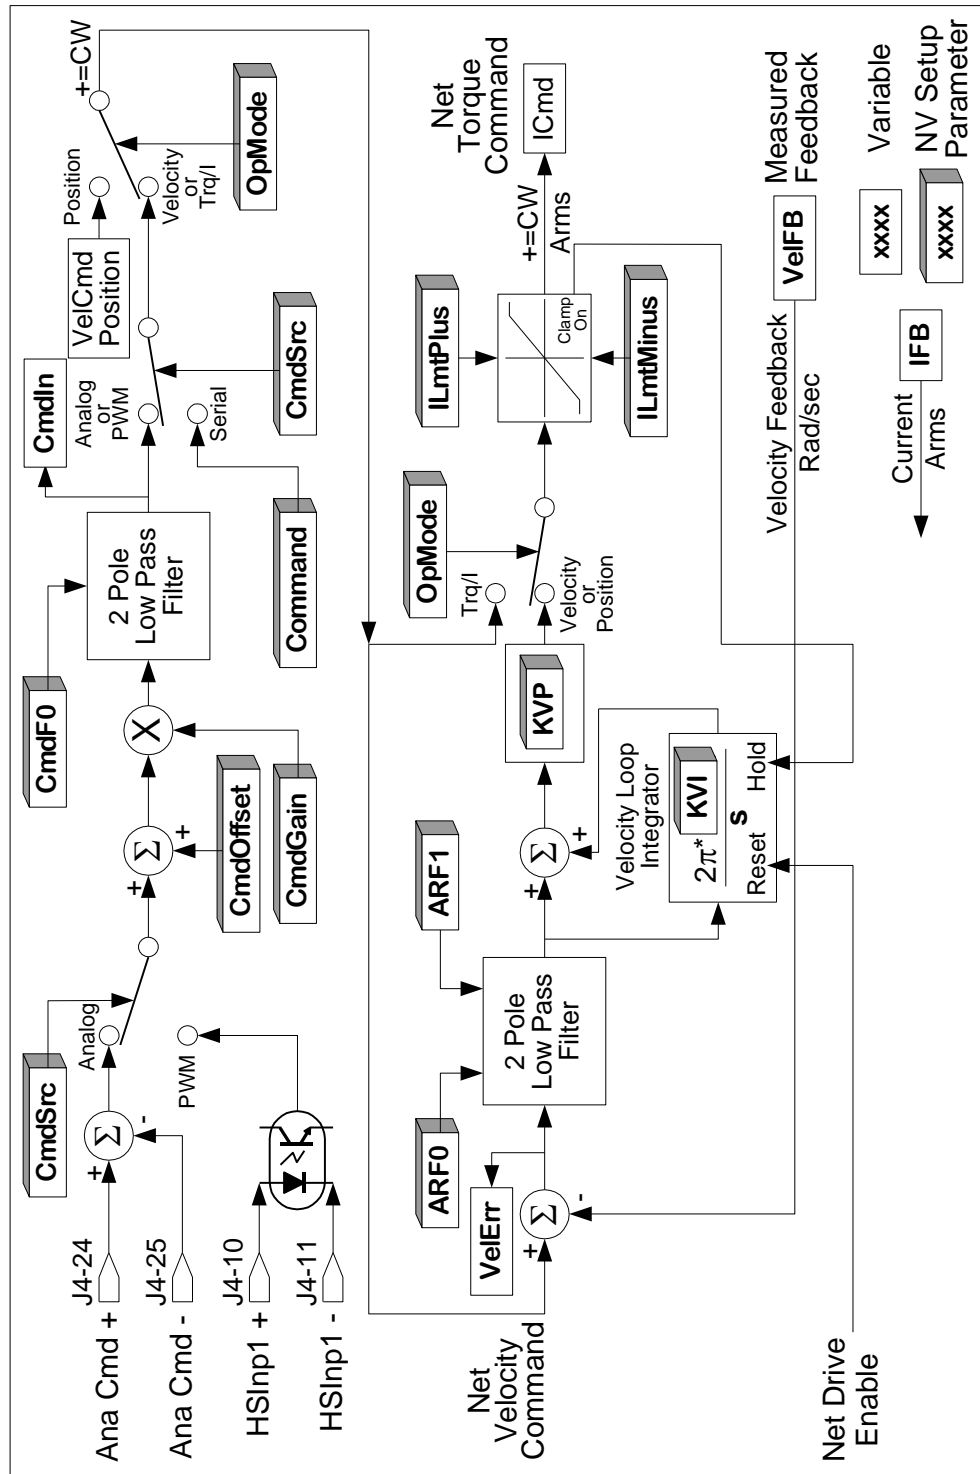 Ana Cmd +
J4-24
Ana Cmd -
J4-25
HSInp1 +
J4-10
HSInp1 -
J4-11
+
-
Σ
CmdSrc
Analog
PWM
+
Σ
+
CmdOffset
CmdGain
X
CmdF0
2 Pole
Low Pass
Filter
CmdIn
Analog
or
PWM
Serial
Command
CmdSrc
VelCmd
Position
Position
Velocity
or
Trq/I
OpMode
+=CW
Net
Velocity
Command
+
Σ
-
VelErr
ARF0
ARF1
2 Pole
Low Pass
Filter
+
Σ
+
Velocity Loop
Integrator
2π*
KVI
s
Reset
Hold
KVP
Trq/I
Velocity
or
Position
OpMode
ILmtPlus
ILmtMinus
Clamp
On
+=CW
Arms
Net
Torque
Command
ICmd
Net Drive
Enable
Velocity Feedback
Rad/sec
VelFB
Measured
Feedback
Current
Arms
IFB
xxxx
Variable
xxxx
NV Setup
Parameter